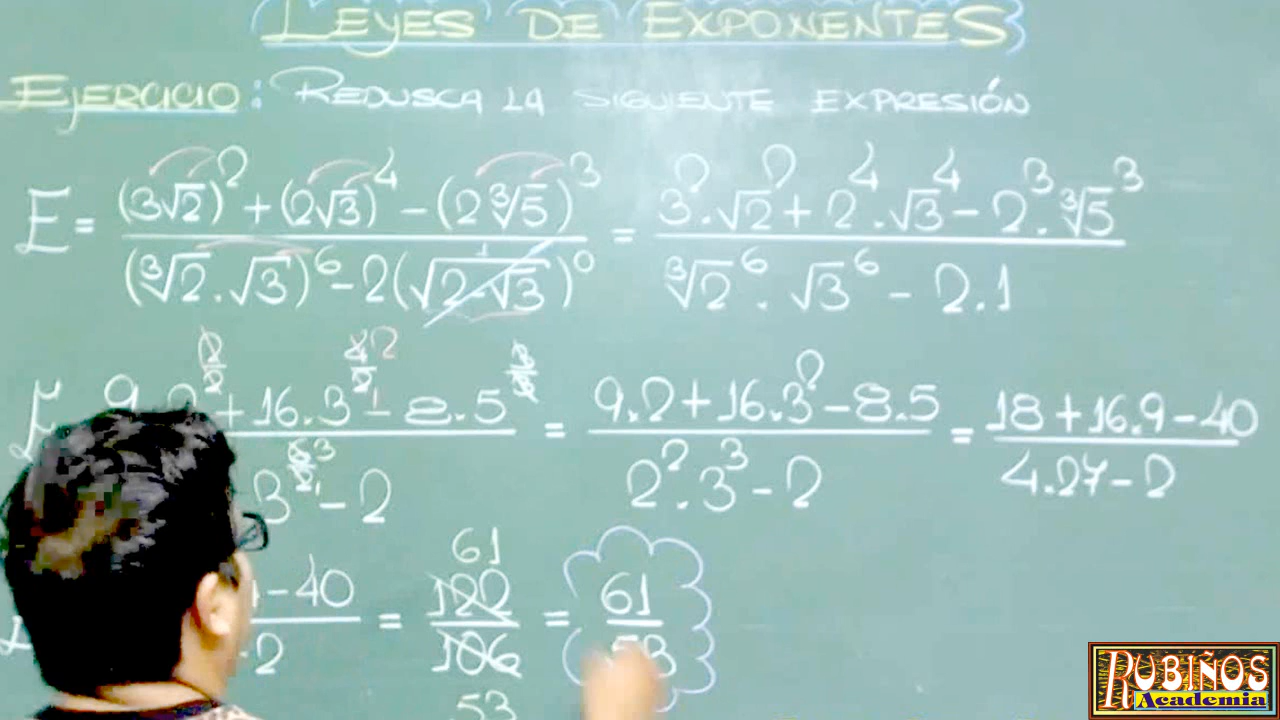 LEYES DE EXPONENTES
EJERCICIO: REDUSCA LA SIGUIENTE EXPRESIÓN
E = ((3√2)² + (2√3)⁴ − (2∛5)³) / ((∛2.√3)⁶ − 2(√(2-√3))⁰) = (3².√2² + 2⁴.√3⁴ − 2³.∛5³) / (∛2⁶.√3⁶ − 2.1)
+ 16.3 − 8.5 = (9.2 + 16.3² − 8.5) / (2².3³ − 2) = (18 + 16.9 − 40) / (4.27 − 2)
3 − 2
61
− 40 / 2 = 122 / 106 = 61 / 53
53
RUBIÑOS
Academia